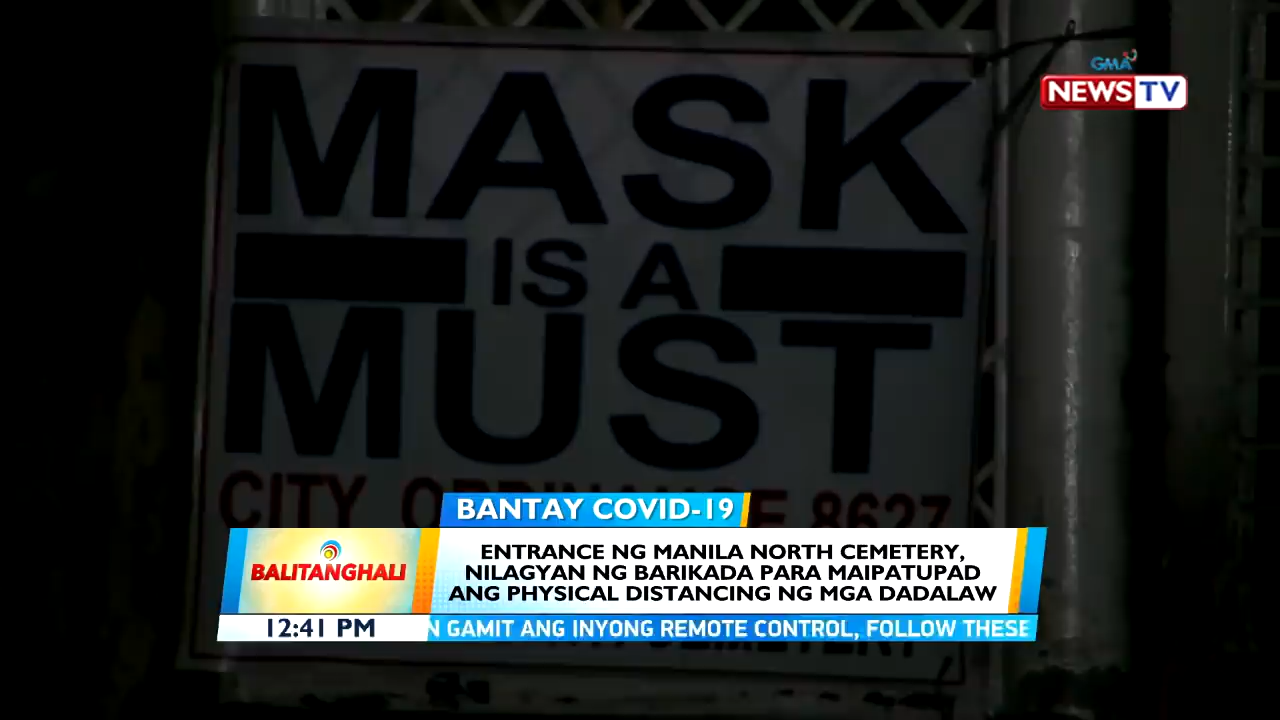 GMA
NEWS TV
MASK
IS A
MUST
CITY 8627
BANTAY COVID-19
ENTRANCE NG MANILA NORTH CEMETERY,
NILAGYAN NG BARIKADA PARA MAIPATUPAD
ANG PHYSICAL DISTANCING NG MGA DADALAW
BALITANGHALI
12:41 PM
N GAMIT ANG INYONG REMOTE CONTROL, FOLLOW THESE
CEMETERY